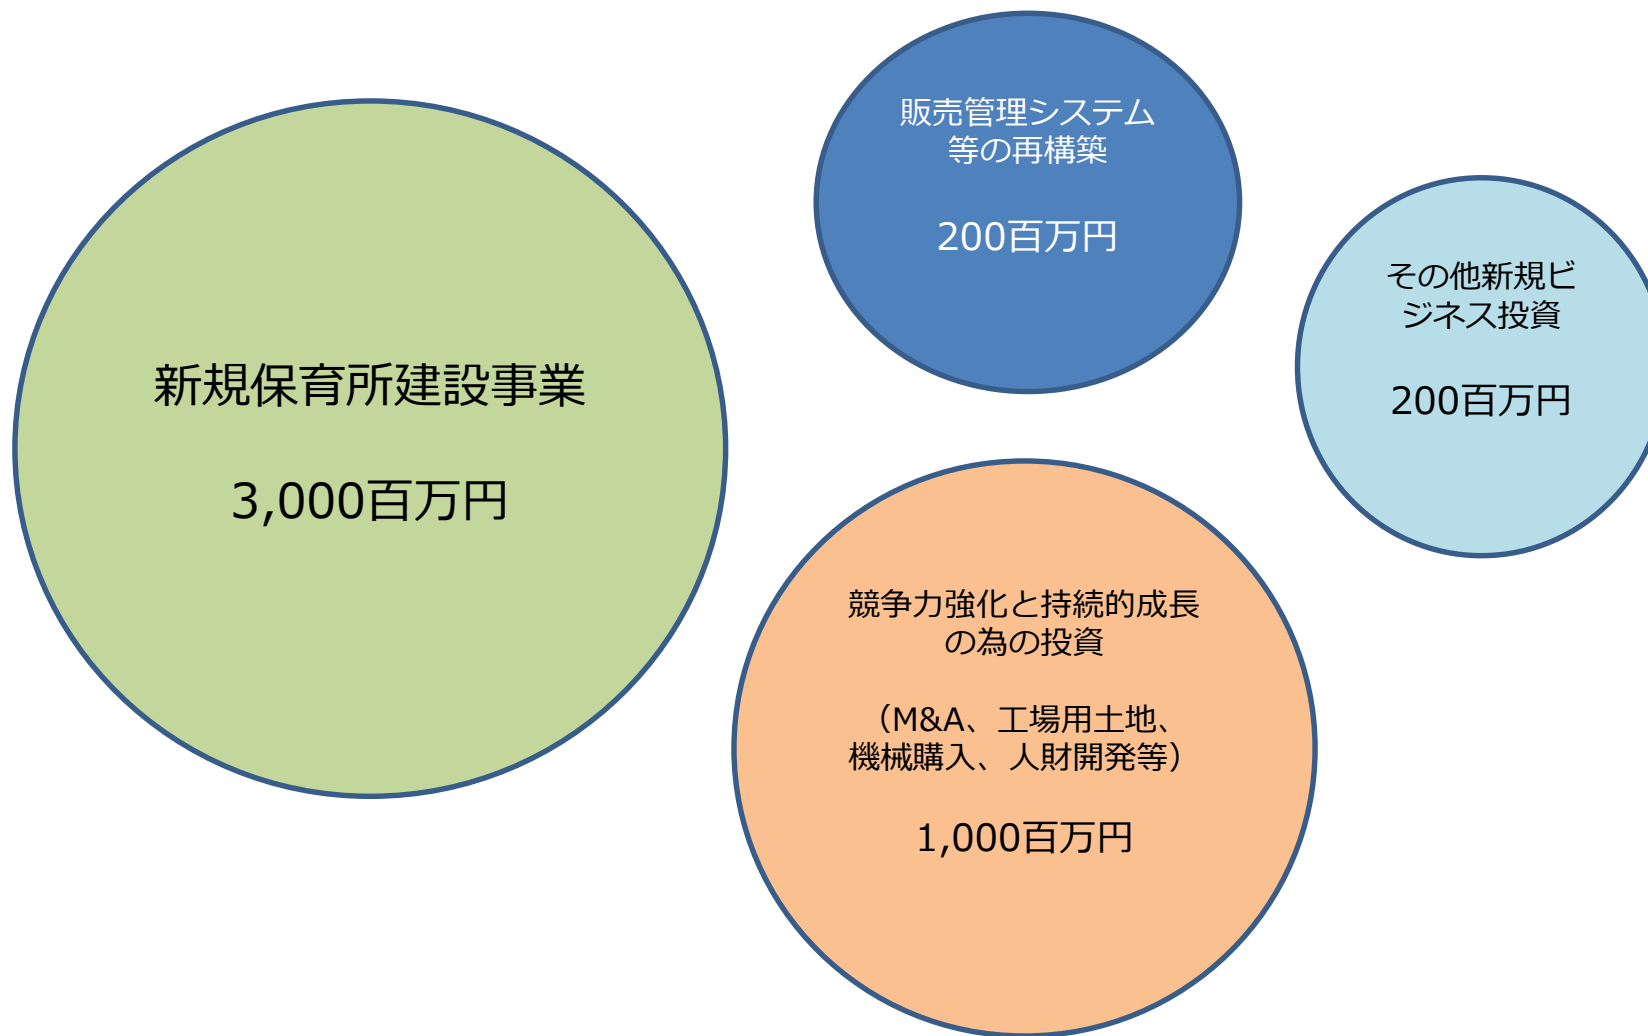 新規保育所建設事業
3,000百万円
販売管理システム
等の再構築
200百万円
その他新規ビ
ジネス投資
200百万円
競争力強化と持続的成長
の為の投資
（M&A、工場用土地、
機械購入、人財開発等）
1,000百万円